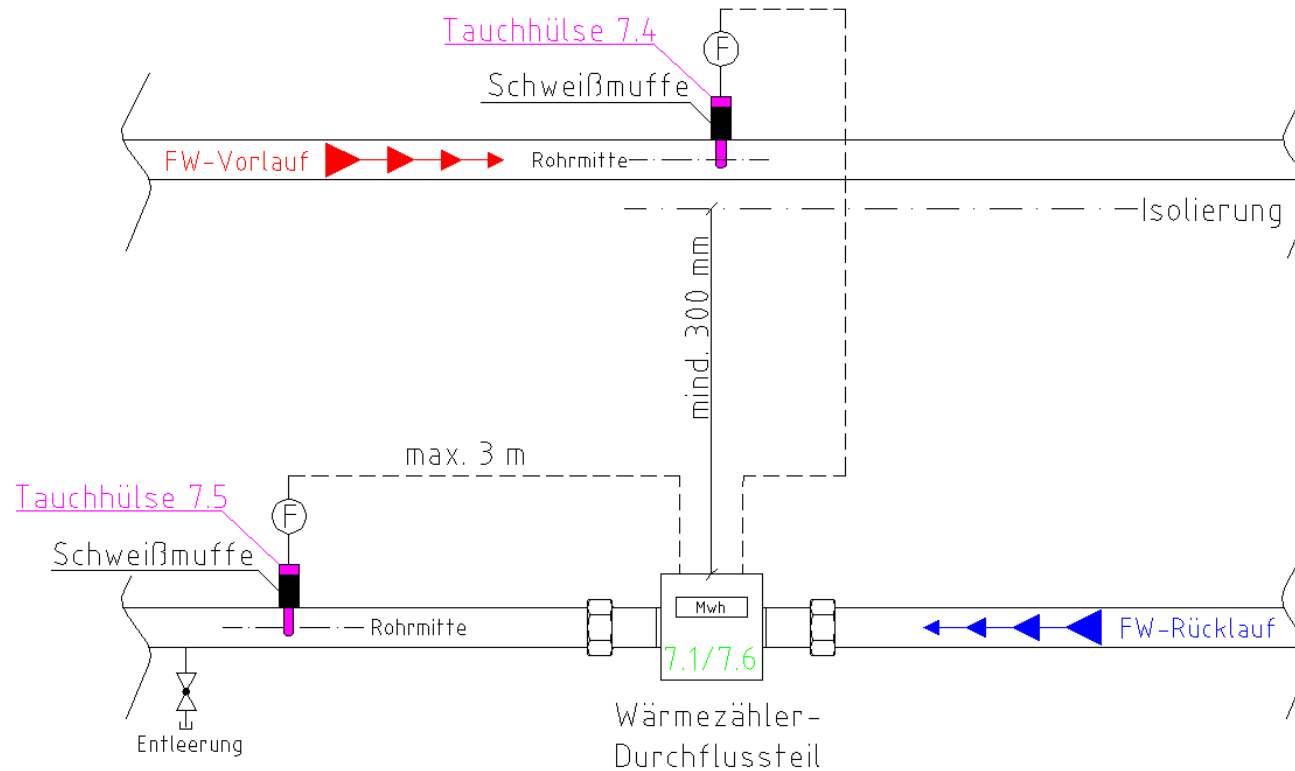 Tauchhülse 7.4
F
Schweißmuffe
FW-Vorlauf
Rohrmitte
Isolierung
mind. 300 mm
max. 3 m
Tauchhülse 7.5
F
Schweißmuffe
Mwh
Rohrmitte
FW-Rücklauf
7.1/7.6
Entleerung
Wärmezähler-
Durchflussteil